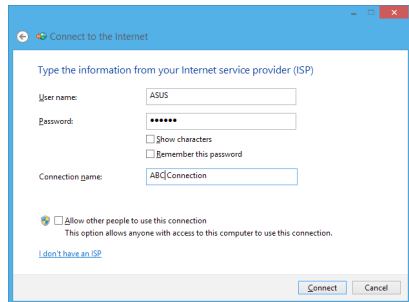 Connect to the Internet
Type the information from your Internet service provider (ISP)
User name:
ASUS
Password:
••••••
Show characters
Remember this password
Connection name:
ABC Connection
Allow other people to use this connection
This option allows anyone with access to this computer to use this connection.
I don't have an ISP
Connect
Cancel